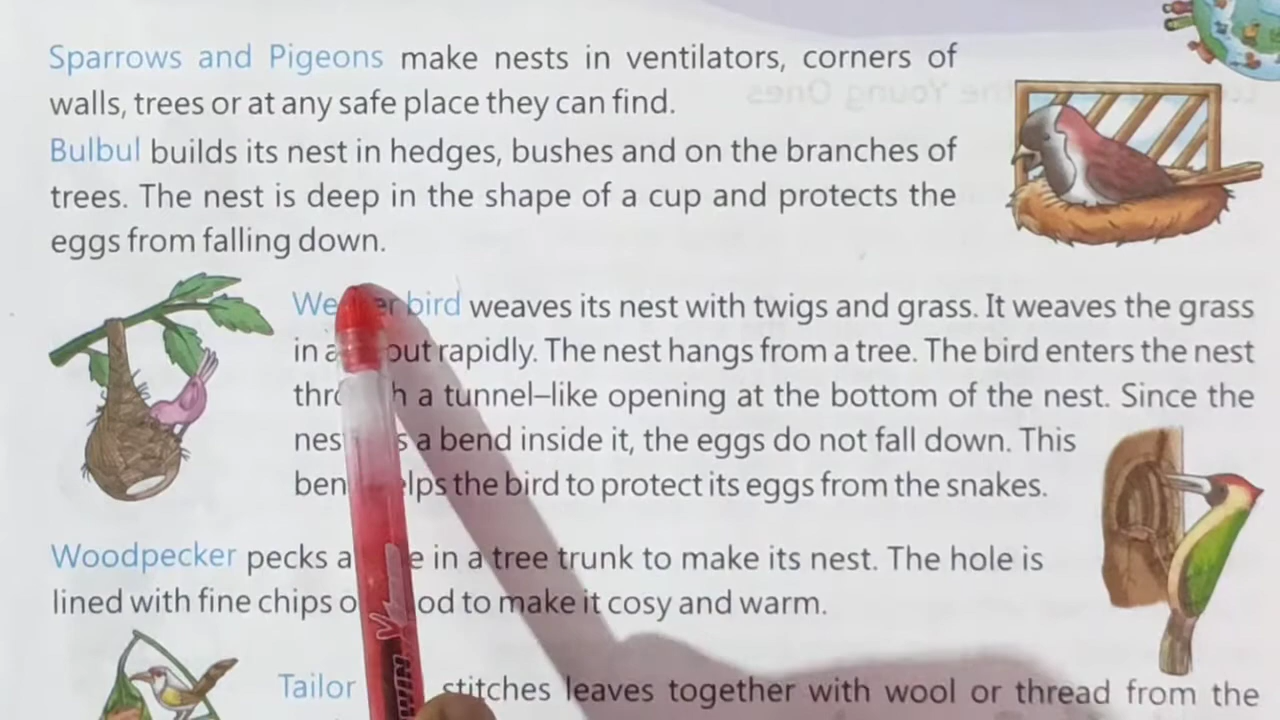 Sparrows and Pigeons make nests in ventilators, corners of
walls, trees or at any safe place they can find.
Bulbul builds its nest in hedges, bushes and on the branches of
trees. The nest is deep in the shape of a cup and protects the
eggs from falling down.
bird weaves its nest with twigs and grass. It weaves the grass
in rapidly. The nest hangs from a tree. The bird enters the nest
a tunnel–like opening at the bottom of the nest. Since the
a bend inside it, the eggs do not fall down. This
the bird to protect its eggs from the snakes.
Woodpecker pecks in a tree trunk to make its nest. The hole is
lined with fine chips to make it cosy and warm.
Tailor stitches leaves together with wool or thread from the